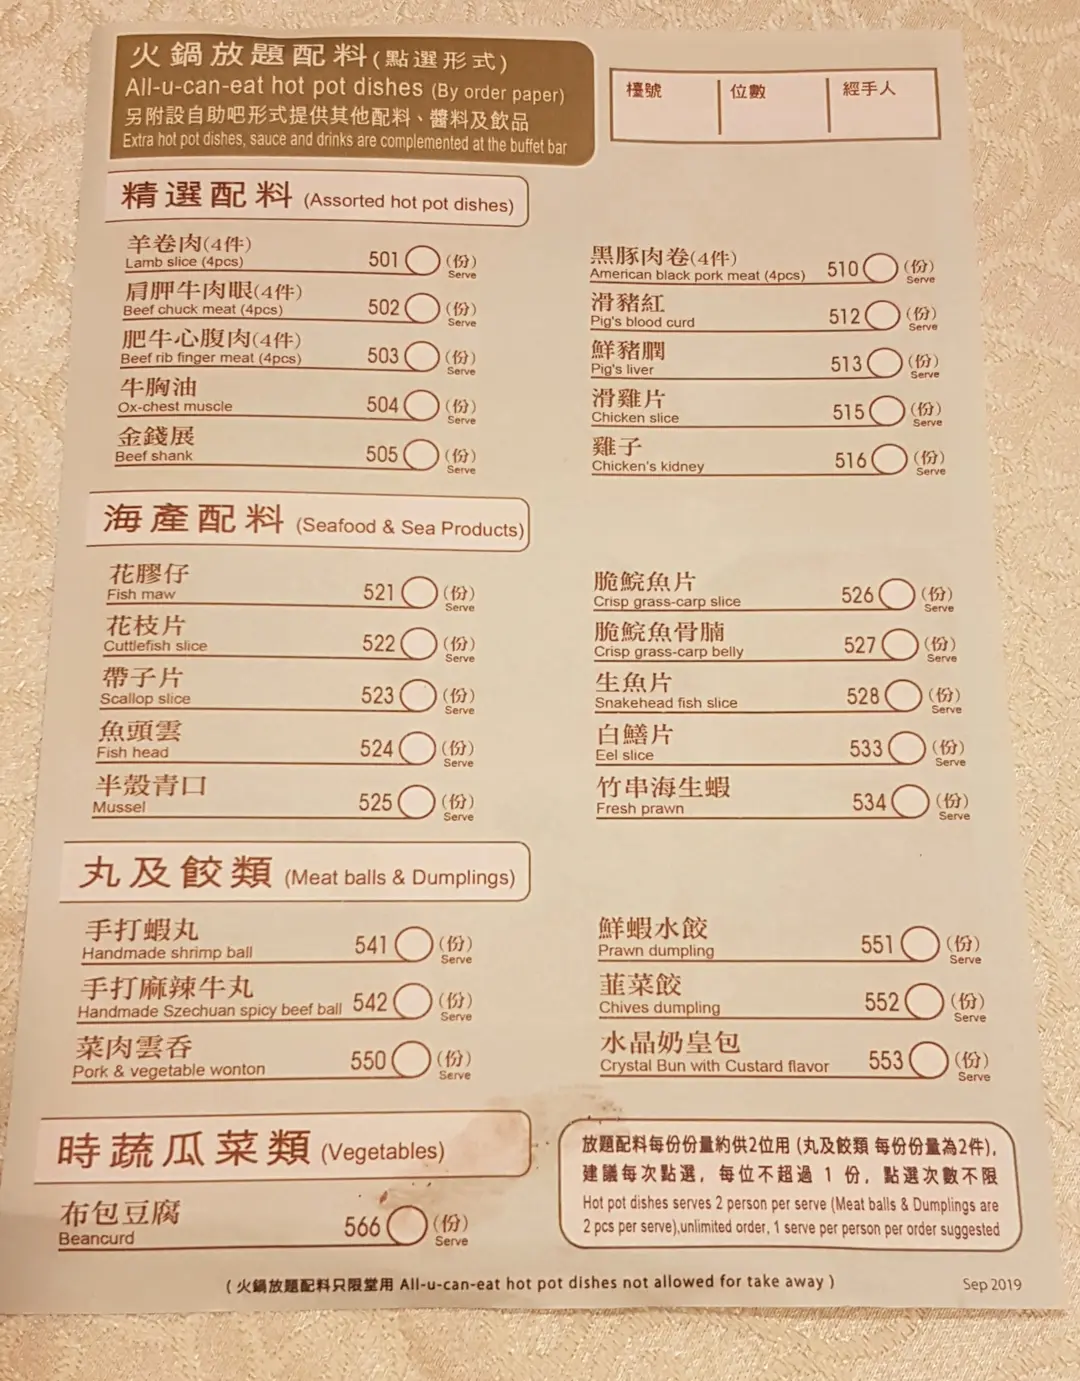 火鍋放題配料(點選形式)
All-u-can-eat hot pot dishes (By order paper)
另附設自助吧形式提供其他配料、醬料及飲品
Extra hot pot dishes, sauce and drinks are complemented at the buffet bar
檯號 位數 經手人
精選配料 (Assorted hot pot dishes)
羊卷肉(4件) 501 (份)
Lamb slice (4pcs) Serve
肩胛牛肉眼(4件) 502 (份)
Beef chuck meat (4pcs) Serve
肥牛心腹肉(4件) 503 (份)
Beef rib finger meat (4pcs) Serve
牛胸油 504 (份)
Ox-chest muscle Serve
金錢展 505 (份)
Beef shank Serve
黑豚肉卷(4件) 510 (份)
American black pork meat (4pcs) Serve
滑豬紅 512 (份)
Pig's blood curd Serve
鮮豬膶 513 (份)
Pig's liver Serve
滑雞片 515 (份)
Chicken slice Serve
雞子 516 (份)
Chicken's kidney Serve
海產配料 (Seafood & Sea Products)
花膠仔 521 (份)
Fish maw Serve
花枝片 522 (份)
Cuttlefish slice Serve
帶子片 523 (份)
Scallop slice Serve
魚頭雲 524 (份)
Fish head Serve
半殼青口 525 (份)
Mussel Serve
脆鯇魚片 526 (份)
Crisp grass-carp slice Serve
脆鯇魚骨腩 527 (份)
Crisp grass-carp belly Serve
生魚片 528 (份)
Snakehead fish slice Serve
白鱔片 533 (份)
Eel slice Serve
竹串海生蝦 534 (份)
Fresh prawn Serve
丸及餃類 (Meat balls & Dumplings)
手打蝦丸 541 (份)
Handmade shrimp ball Serve
手打麻辣牛丸 542 (份)
Handmade Szechuan spicy beef ball Serve
菜肉雲吞 550 (份)
Pork & vegetable wonton Serve
鮮蝦水餃 551 (份)
Prawn dumpling Serve
韮菜餃 552 (份)
Chives dumpling Serve
水晶奶皇包 553 (份)
Crystal Bun with Custard flavor Serve
時蔬瓜菜類 (Vegetables)
布包豆腐 566 (份)
Beancurd Serve
放題配料每份份量約供2位用 (丸及餃類 每份份量為2件),
建議每次點選, 每位不超過 1 份, 點選次數不限
Hot pot dishes serves 2 person per serve (Meat balls & Dumplings are
2 pcs per serve),unlimited order, 1 serve per person per order suggested
( 火鍋放題配料只限堂用 All-u-can-eat hot pot dishes not allowed for take away )
Sep 2019